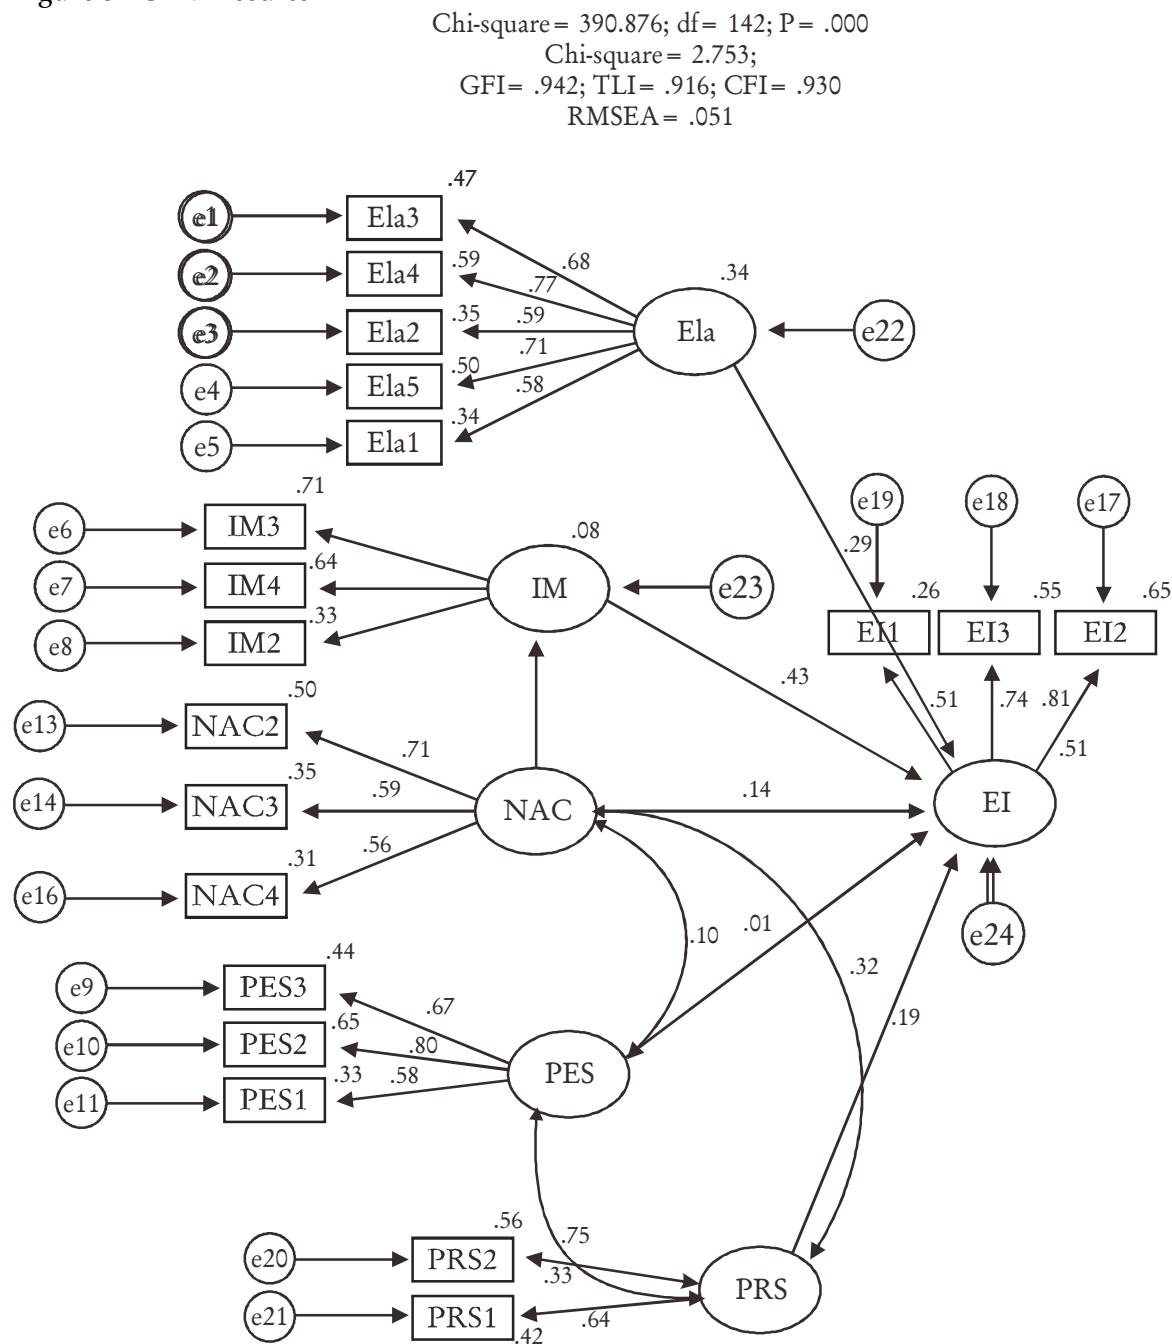 Chi-square = 390.876; df = 142; P = .000
Chi-square = 2.753;
GFI = .942; TLI = .916; CFI = .930
RMSEA = .051
.47
e1
Ela3
.68
.34
e2
Ela4
.59
.77
e3
Ela2
.35
.59
Ela
e22
e4
Ela5
.50
.71
.58
e5
Ela1
.34
.71
e6
IM3
e7
IM4
.64
.08
IM
e23
e8
IM2
.33
e19
e18
e17
.29
.26
.55
.65
EI1
EI3
EI2
.43
.51
.74
.81
.51
EI
e24
.50
e13
NAC2
.71
.35
e14
NAC3
.59
NAC
.14
.31
e16
NAC4
.56
.10
.01
.32
.19
.44
e9
PES3
.67
e10
PES2
.65
.80
PES
e11
PES1
.33
.58
.56
.75
e20
PRS2
.33
PRS
e21
PRS1
.64
.42